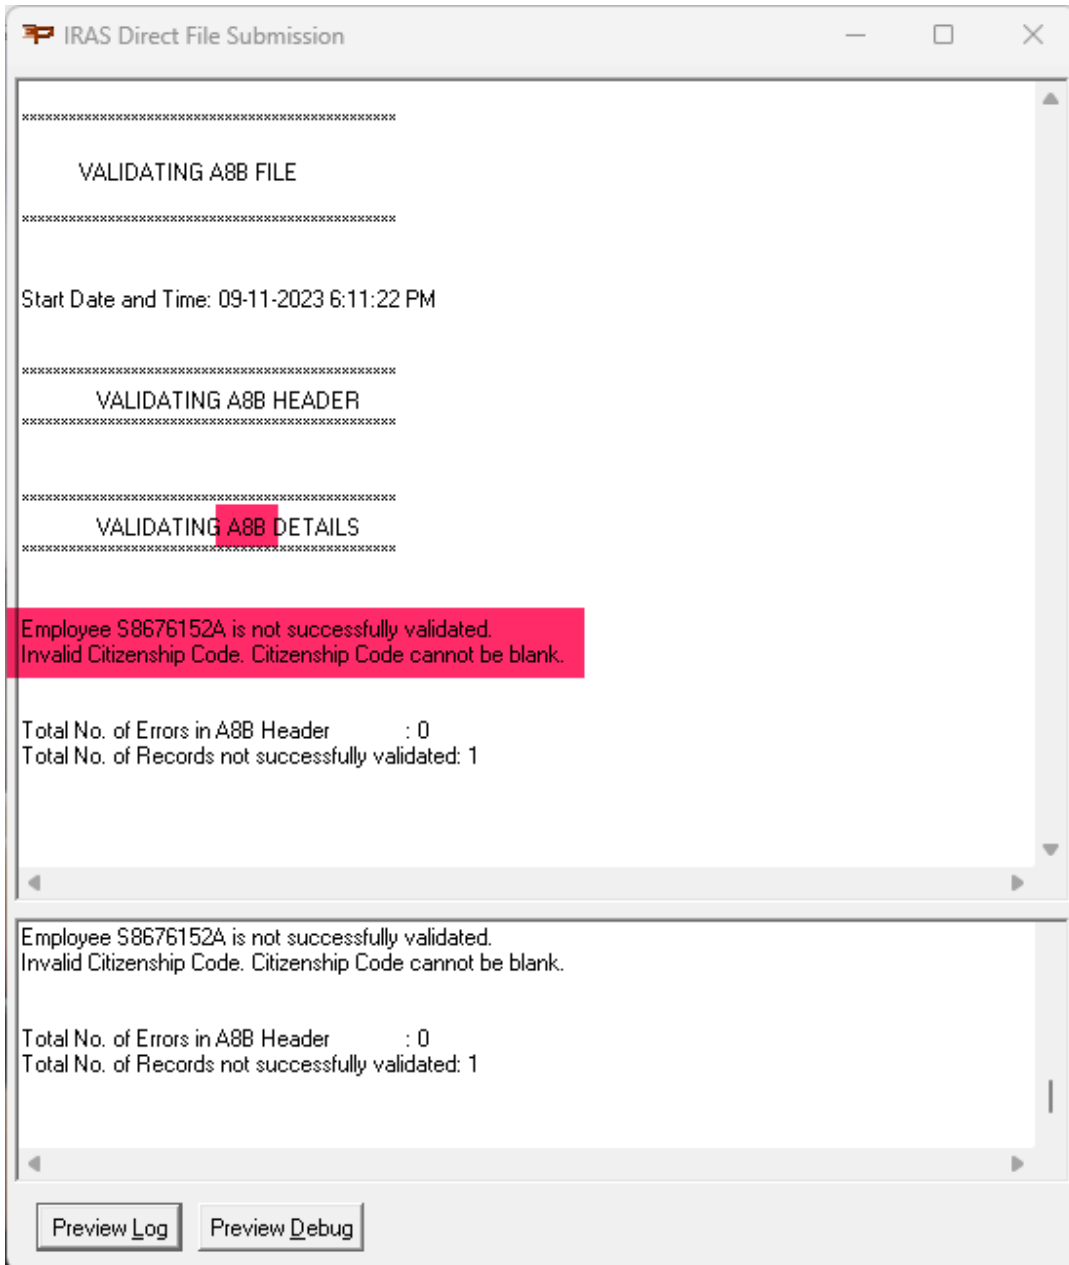 IRAS Direct File Submission
VALIDATING A8B FILE
Start Date and Time: 09-11-2023 6:11:22 PM
VALIDATING A8B HEADER
VALIDATING A8B DETAILS
Employee S8676152A is not successfully validated.
Invalid Citizenship Code. Citizenship Code cannot be blank.
Total No. of Errors in A8B Header : 0
Total No. of Records not successfully validated: 1
Employee S8676152A is not successfully validated.
Invalid Citizenship Code. Citizenship Code cannot be blank.
Total No. of Errors in A8B Header : 0
Total No. of Records not successfully validated: 1
Preview Log
Preview Debug